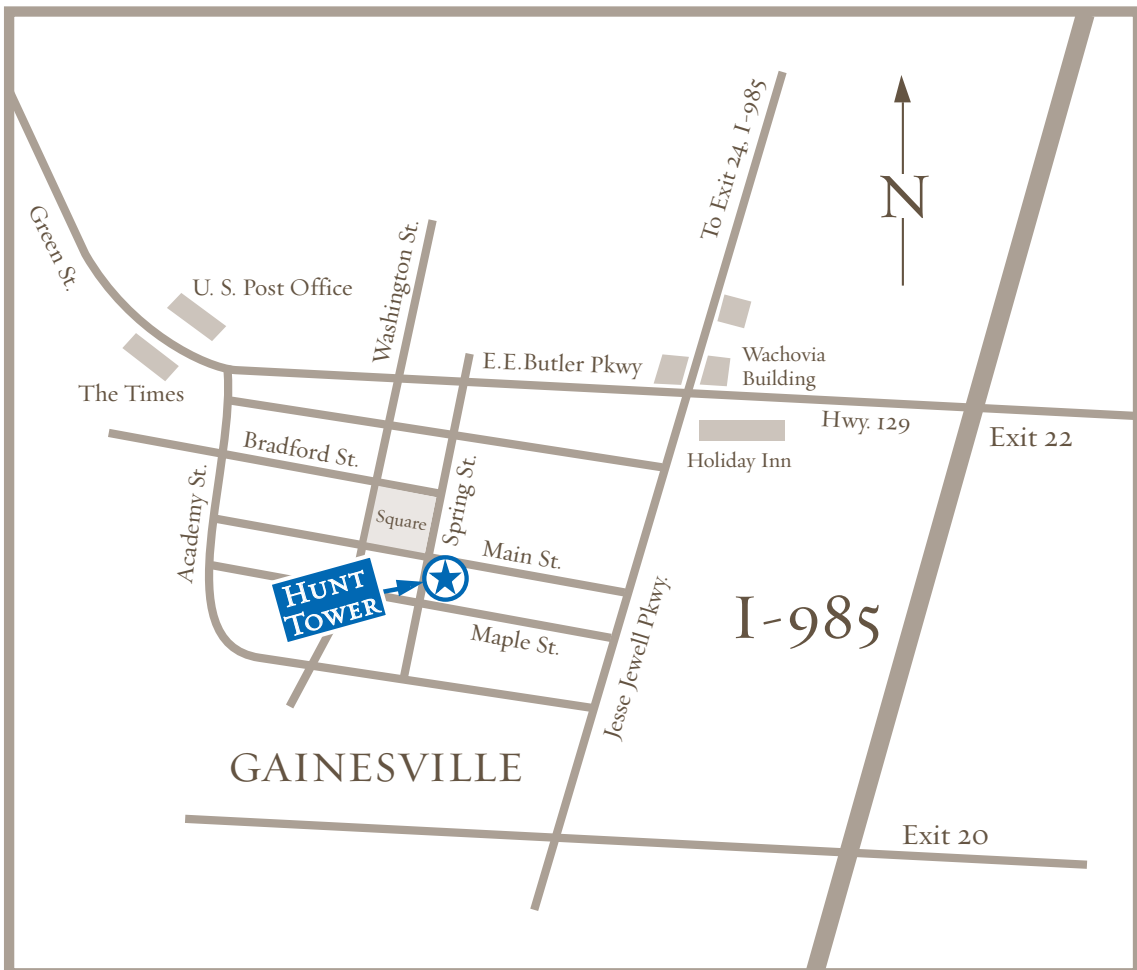 To Exit 24, I-985
N
Green St.
U. S. Post Office
Washington St.
The Times
E.E.Butler Pkwy
Wachovia
Building
Hwy. 129
Exit 22
Holiday Inn
Bradford St.
Academy St.
Square
Spring St.
Main St.
HUNT
TOWER
Maple St.
Jesse Jewell Pkwy.
I-985
GAINESVILLE
Exit 20